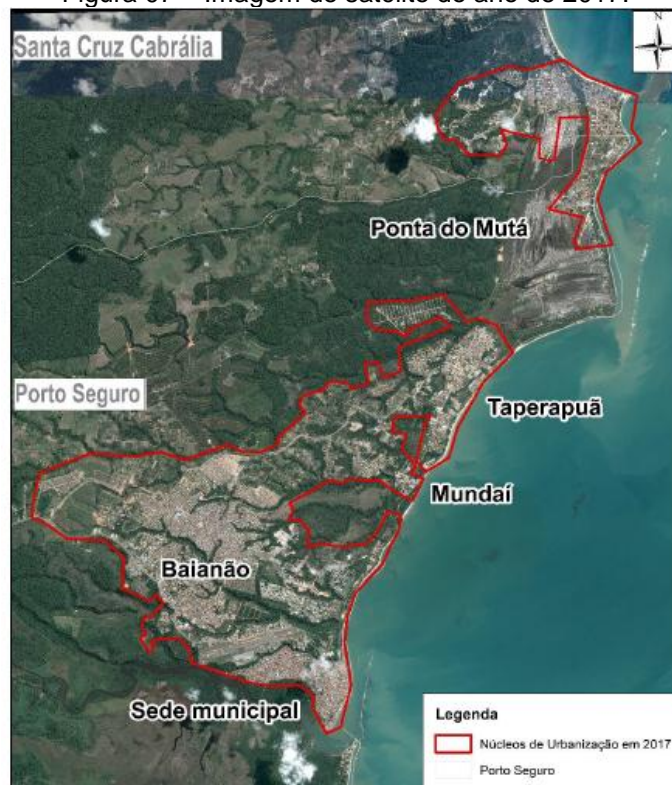 Santa Cruz Cabrália
N
Ponta do Mutá
Porto Seguro
Taperapuã
Mundaí
Baianão
Sede municipal
Legenda
Núcleos de Urbanização em 2017
Porto Seguro